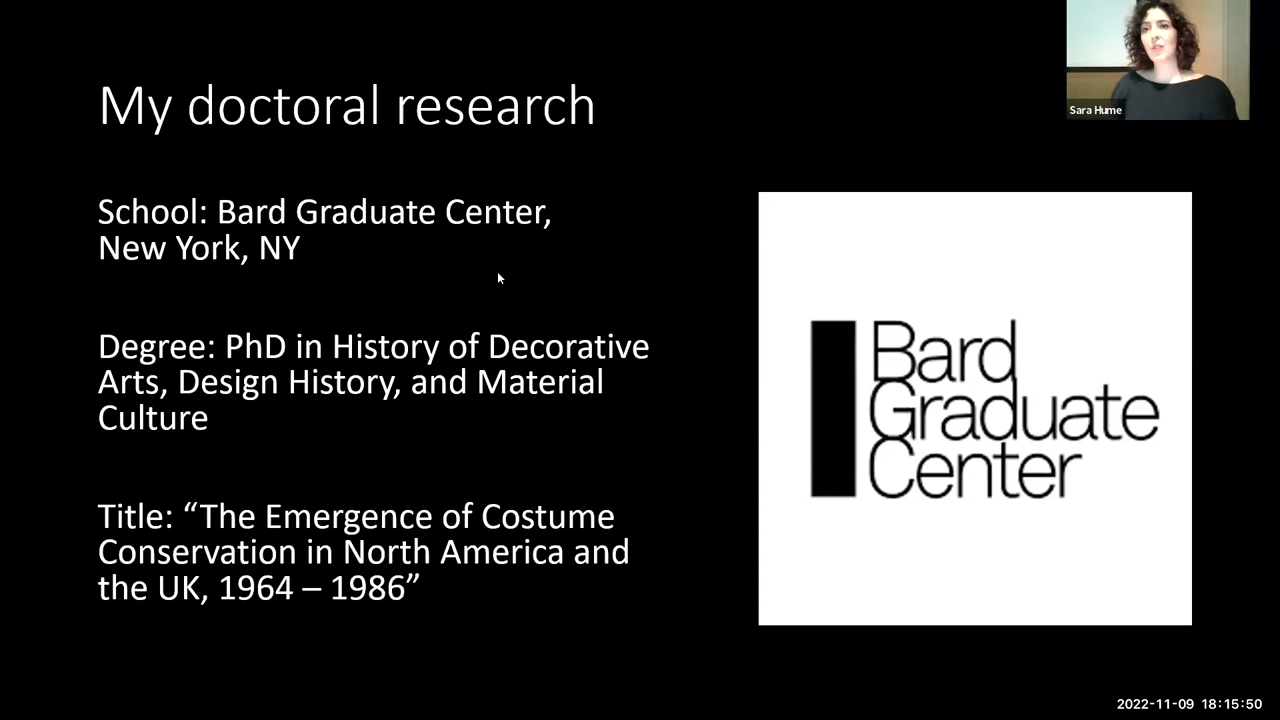 Sara Hume
My doctoral research
School: Bard Graduate Center,
New York, NY
Degree: PhD in History of Decorative
Arts, Design History, and Material
Culture
Title: “The Emergence of Costume
Conservation in North America and
the UK, 1964 – 1986”
Bard
Graduate
Center
2022-11-09 18:15:50